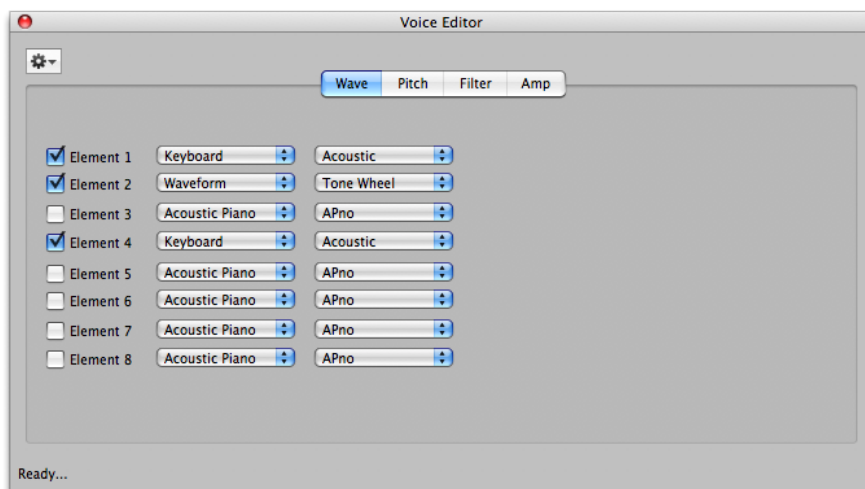 Voice Editor
Wave Pitch Filter Amp
Element 1 Keyboard Acoustic
Element 2 Waveform Tone Wheel
Element 3 Acoustic Piano APno
Element 4 Keyboard Acoustic
Element 5 Acoustic Piano APno
Element 6 Acoustic Piano APno
Element 7 Acoustic Piano APno
Element 8 Acoustic Piano APno
Ready...